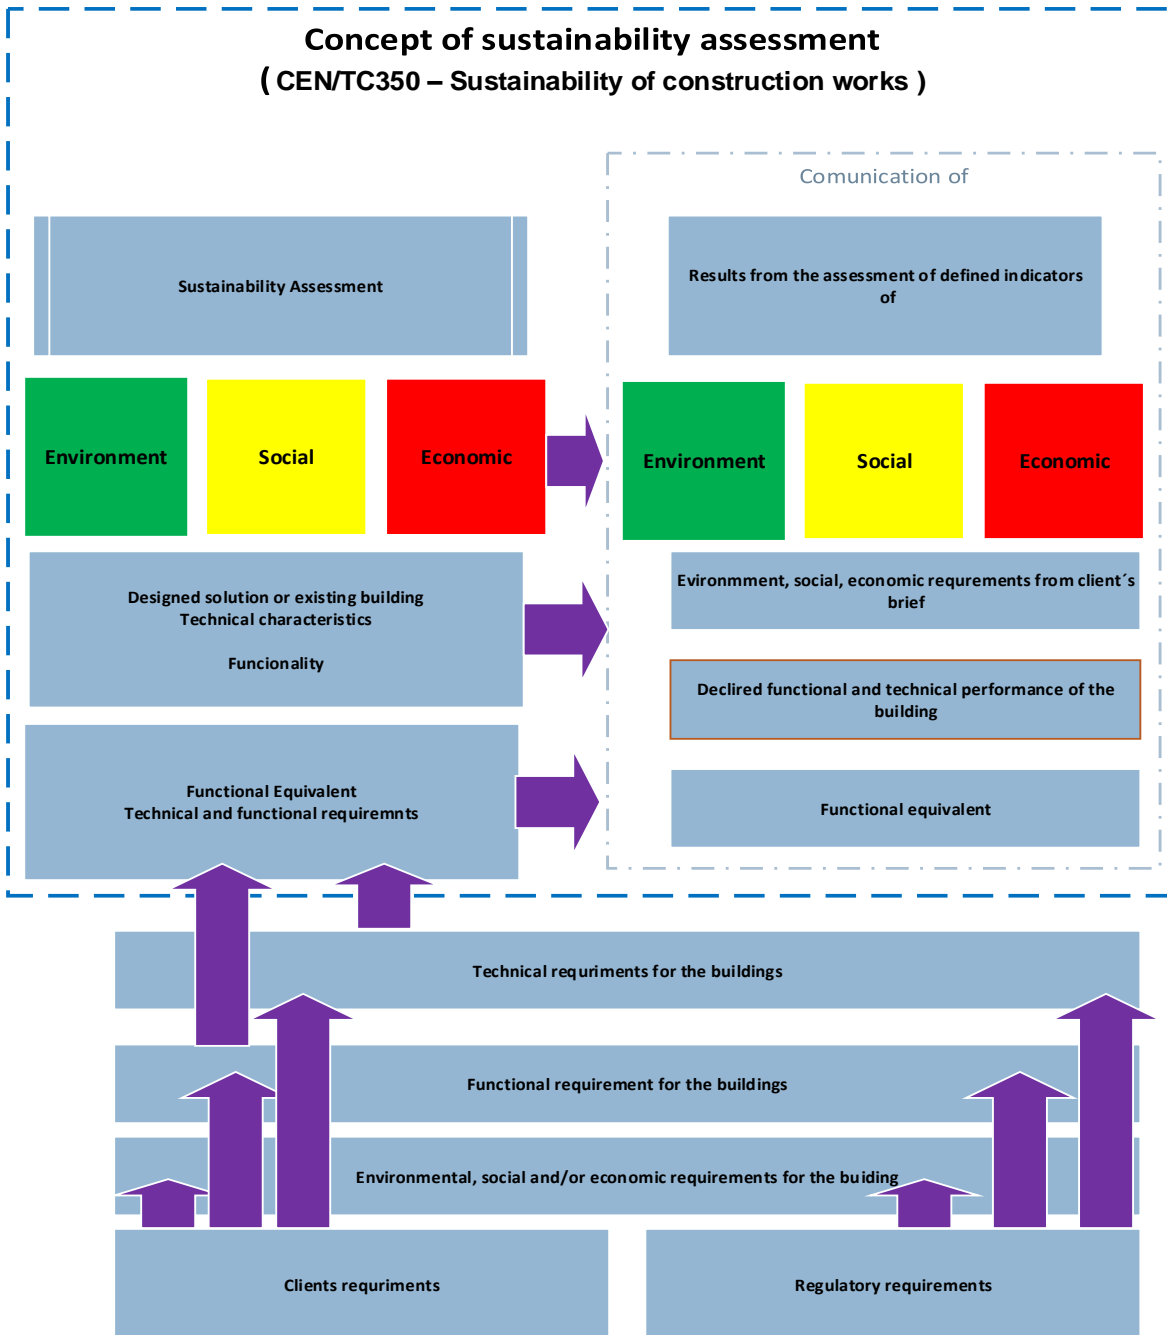 Concept of sustainability assessment
( CEN/TC350 – Sustainability of construction works )
Comunication of
Sustainability Assessment
Results from the assessment of defined indicators
of
Environment
Social
Economic
Environment
Social
Economic
Designed solution or existing building
Technical characteristics
Funcionality
Evironmment, social, economic requrements from client´s
brief
Declired functional and technical performance of the
building
Functional Equivalent
Technical and functional requiremnts
Functional equivalent
Technical requriments for the buildings
Functional requirement for the buildings
Environmental, social and/or economic requirements for the buiding
Clients requriments
Regulatory requirements